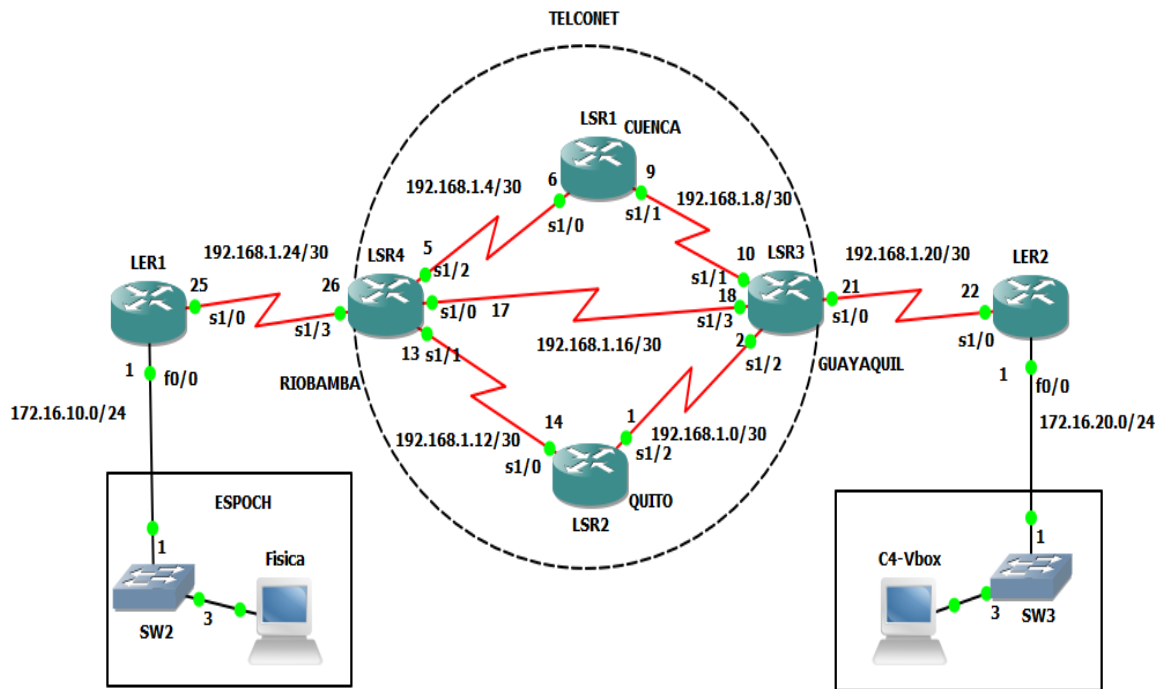 TELCONET
LSR1
CUENCA
192.168.1.4/30
6
9
s1/0
s1/1
192.168.1.8/30
192.168.1.24/30
LER1
25
s1/0
26
s1/3
LSR4
5
s1/2
s1/0
17
13
s1/1
RIOBAMBA
192.168.1.16/30
10
s1/1
LSR3
18
s1/3
2
s1/2
21
s1/0
GUAYAQUIL
192.168.1.20/30
22
s1/0
LER2
1
f0/0
172.16.10.0/24
1
f0/0
172.16.20.0/24
192.168.1.12/30
14
s1/0
1
s1/2
192.168.1.0/30
QUITO
LSR2
ESPOCH
1
Fisica
3
SW2
C4-Vbox
1
3
SW3